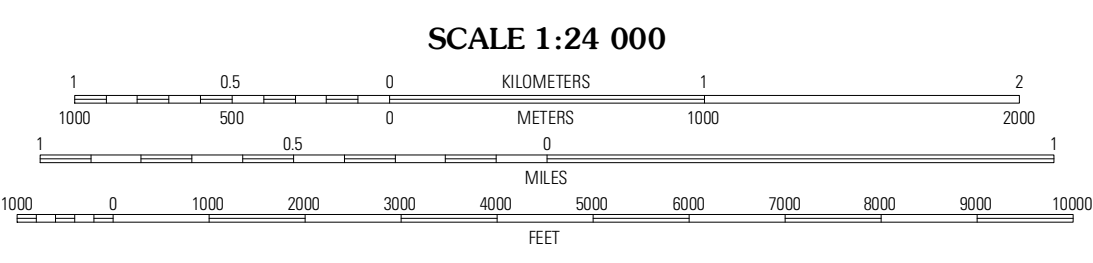 SCALE 1:24 000
1 0.5 0 KILOMETERS 1 2
1000 500 0 METERS 1000 2000
1 0.5 0 1
MILES
1000 0 1000 2000 3000 4000 5000 6000 7000 8000 9000 10000
FEET